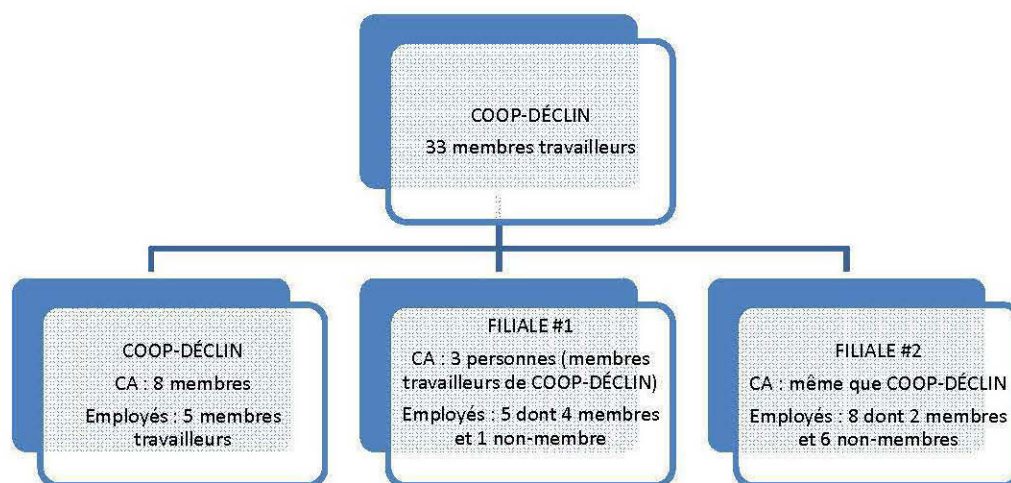 COOP-DÉCLIN
33 membres travailleurs
COOP-DÉCLIN
CA : 8 membres
Employés : 5 membres
travailleurs
FILIALE #1
CA : 3 personnes (membres
travailleurs de COOP-DÉCLIN)
Employés : 5 dont 4 membres
et 1 non-membre
FILIALE #2
CA : même que COOP-DÉCLIN
Employés : 8 dont 2 membres
et 6 non-membres